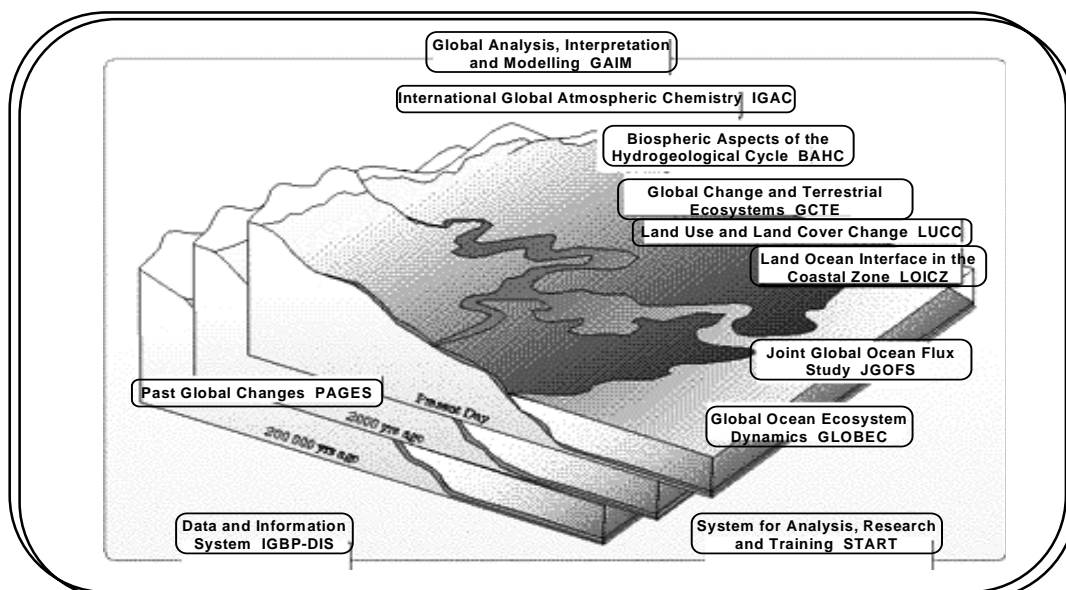 Global Analysis, Interpretation
and Modelling GAIM
International Global Atmospheric Chemistry IGAC
Biospheric Aspects of the
Hydrogeological Cycle BAHC
Global Change and Terrestrial
Ecosystems GCTE
Land Use and Land Cover Change LUCC
Land Ocean Interface in the
Coastal Zone LOICZ
Joint Global Ocean Flux
Study JGOFS
Past Global Changes PAGES
Present Day
2000 yrs ago
200 000 yrs ago
Global Ocean Ecosystem
Dynamics GLOBEC
Data and Information
System IGBP-DIS
System for Analysis, Research
and Training START